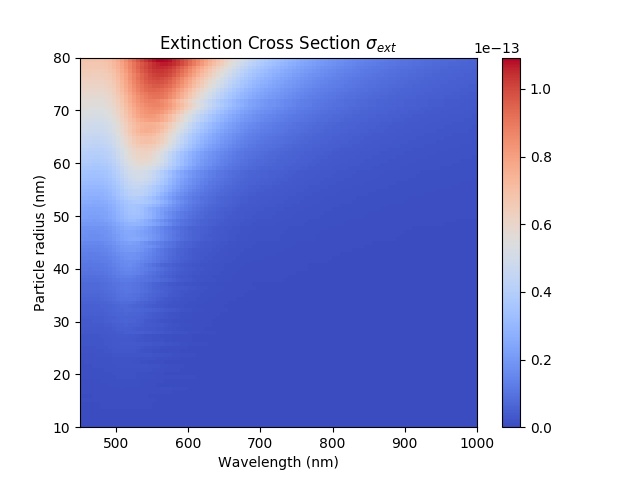 Extinction Cross Section σ_ext
1e−13
80
70
60
50
40
30
20
10
Particle radius (nm)
500 600 700 800 900 1000
Wavelength (nm)
1.0
0.8
0.6
0.4
0.2
0.0